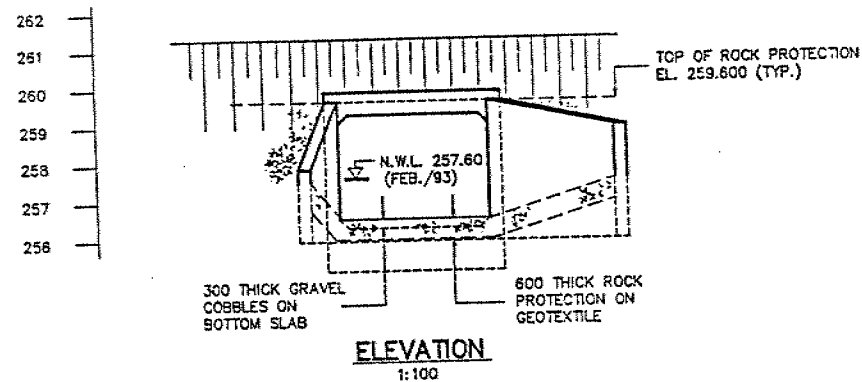 262
261
260
259
258
257
256
TOP OF ROCK PROTECTION
EL. 259.600 (TYP.)
N.W.L. 257.60
(FEB./93)
300 THICK GRAVEL
COBBLES ON
BOTTOM SLAB
600 THICK ROCK
PROTECTION ON
GEOTEXTILE
ELEVATION
1:100